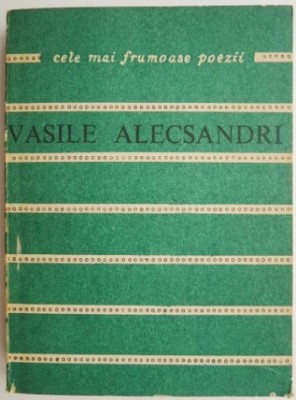 cele mai frumoase poezii
VASILE ALECSANDRI